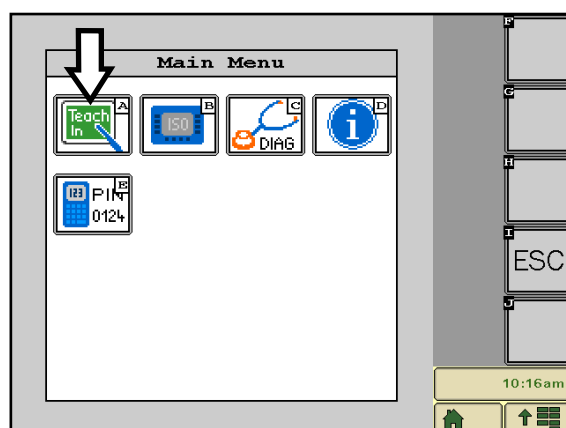 F
Main Menu
G
Teach In A
ISO B
DIAG C
i D
H
123 PIN E
0124
I
ESC
J
10:16am